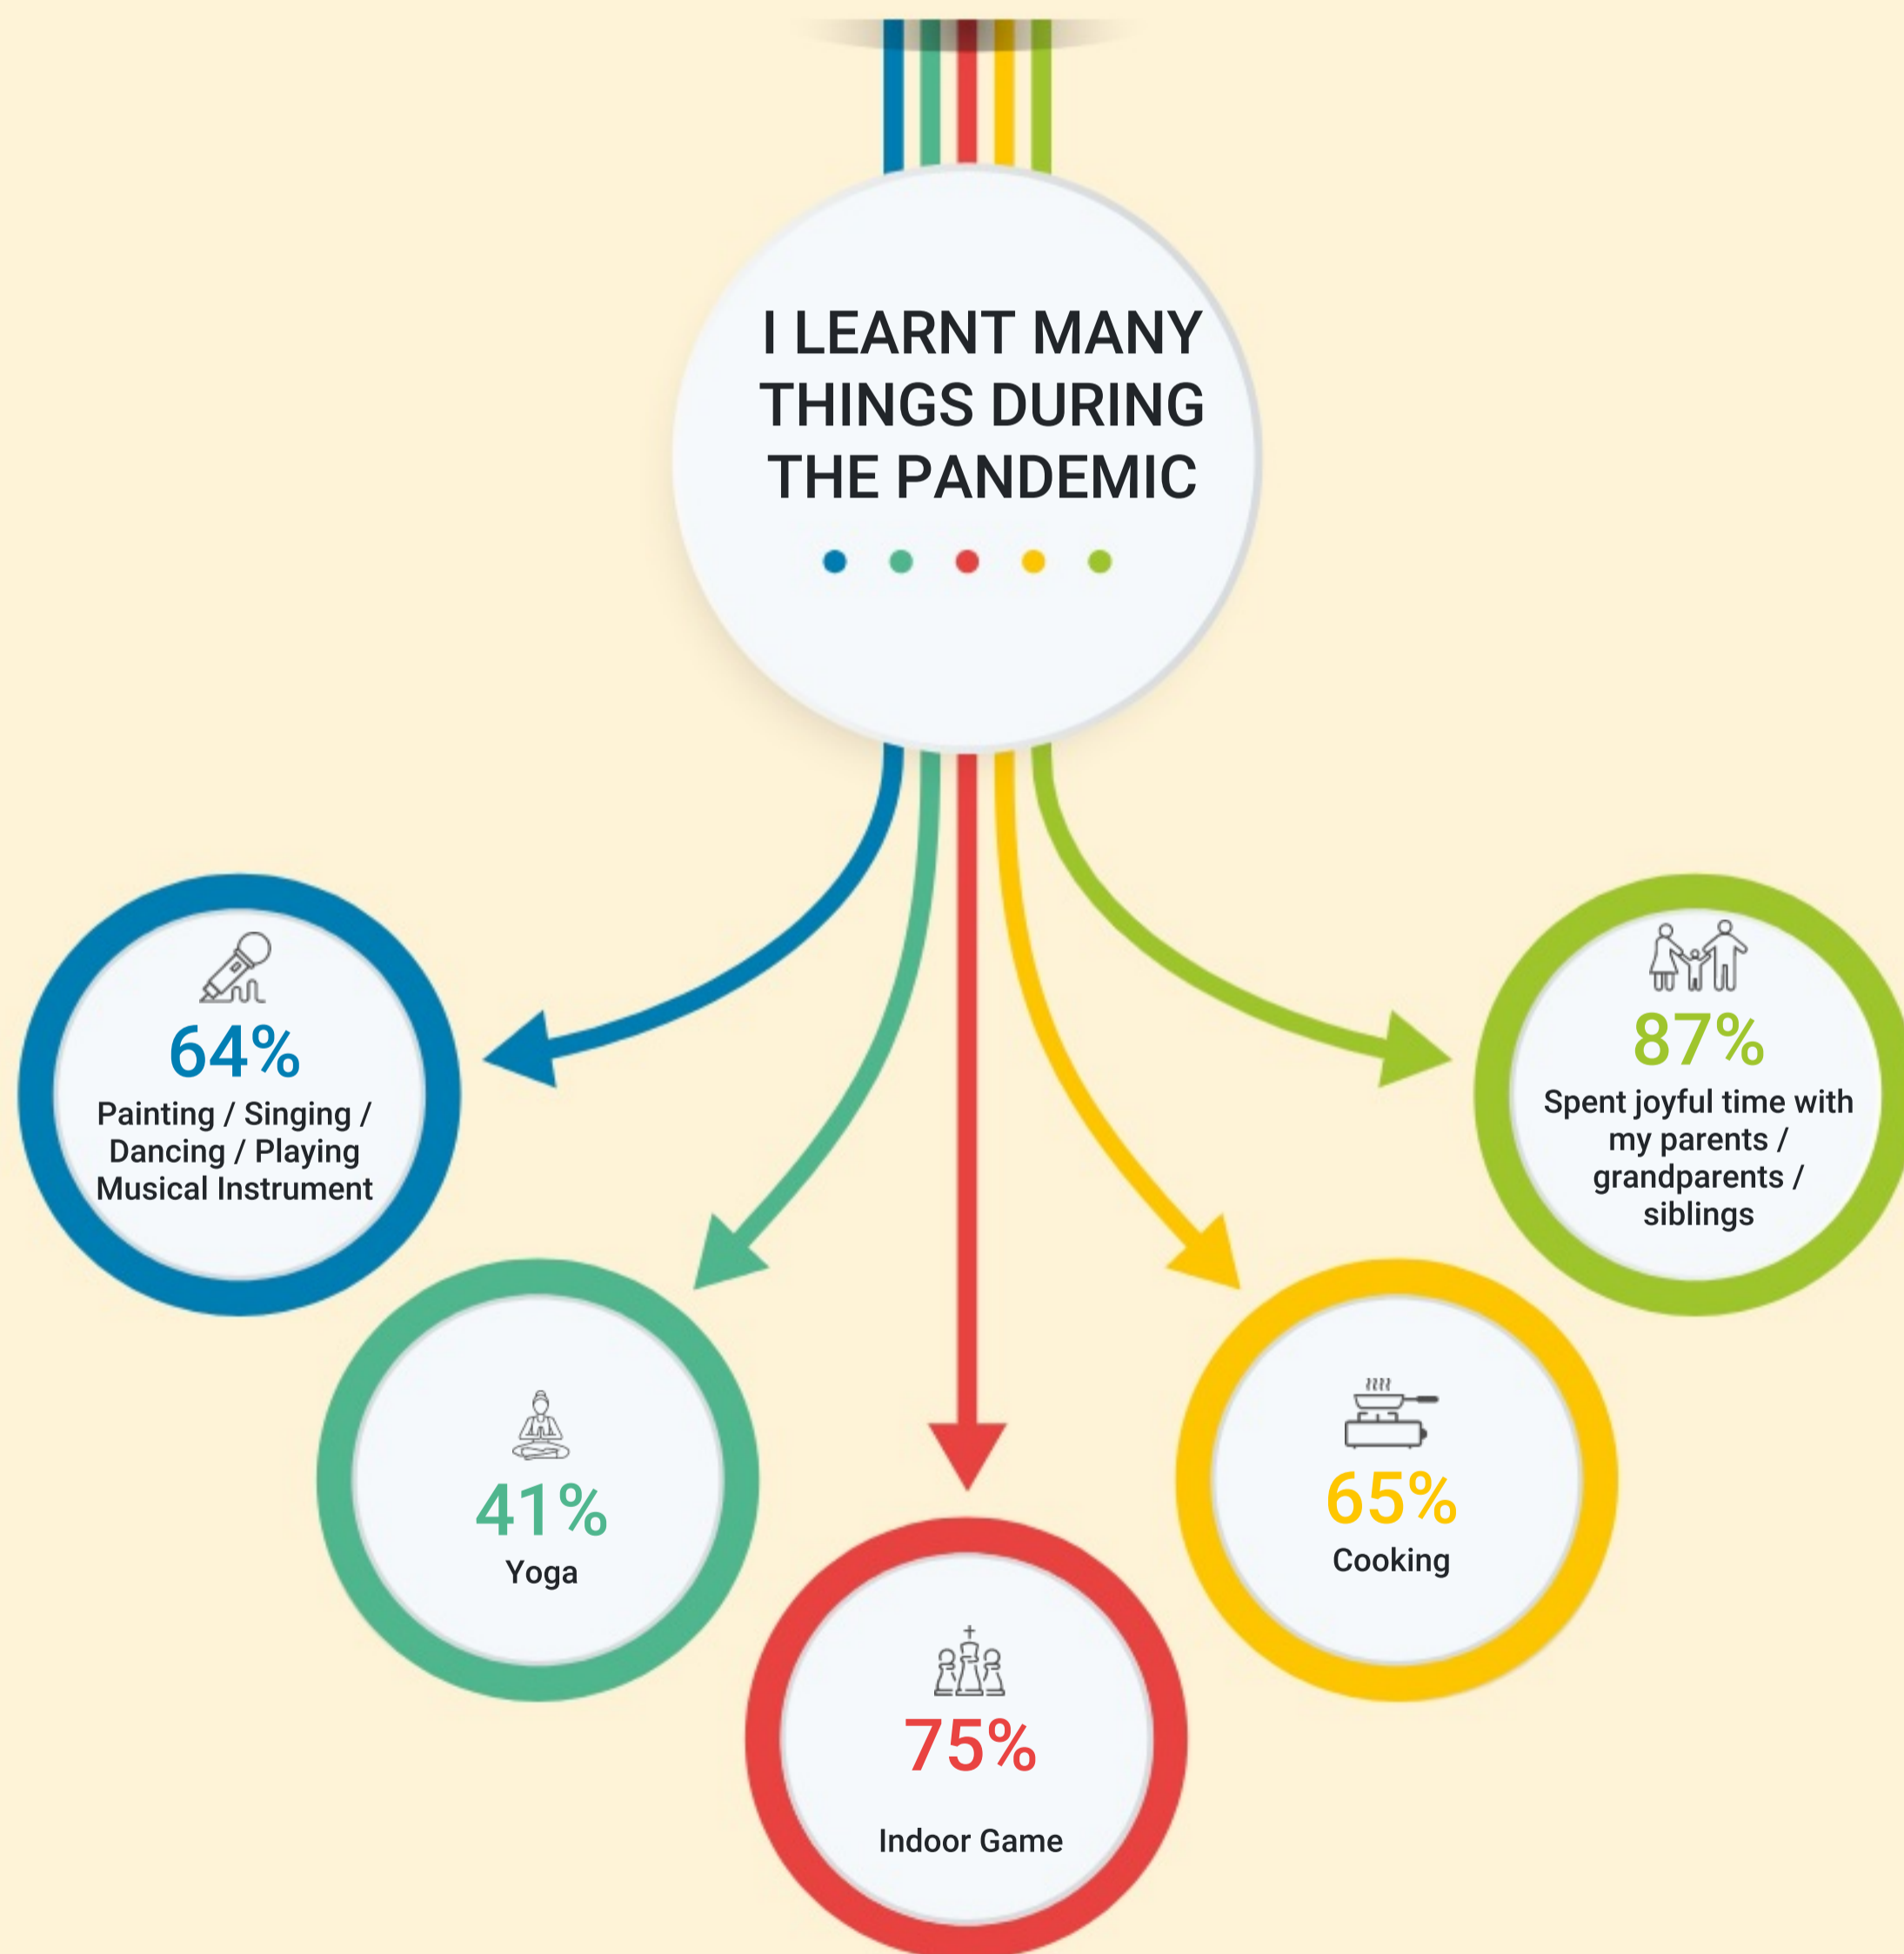 I LEARNT MANY
THINGS DURING
THE PANDEMIC
64%
Painting / Singing /
Dancing / Playing
Musical Instrument
41%
Yoga
75%
Indoor Game
65%
Cooking
87%
Spent joyful time with
my parents /
grandparents /
siblings